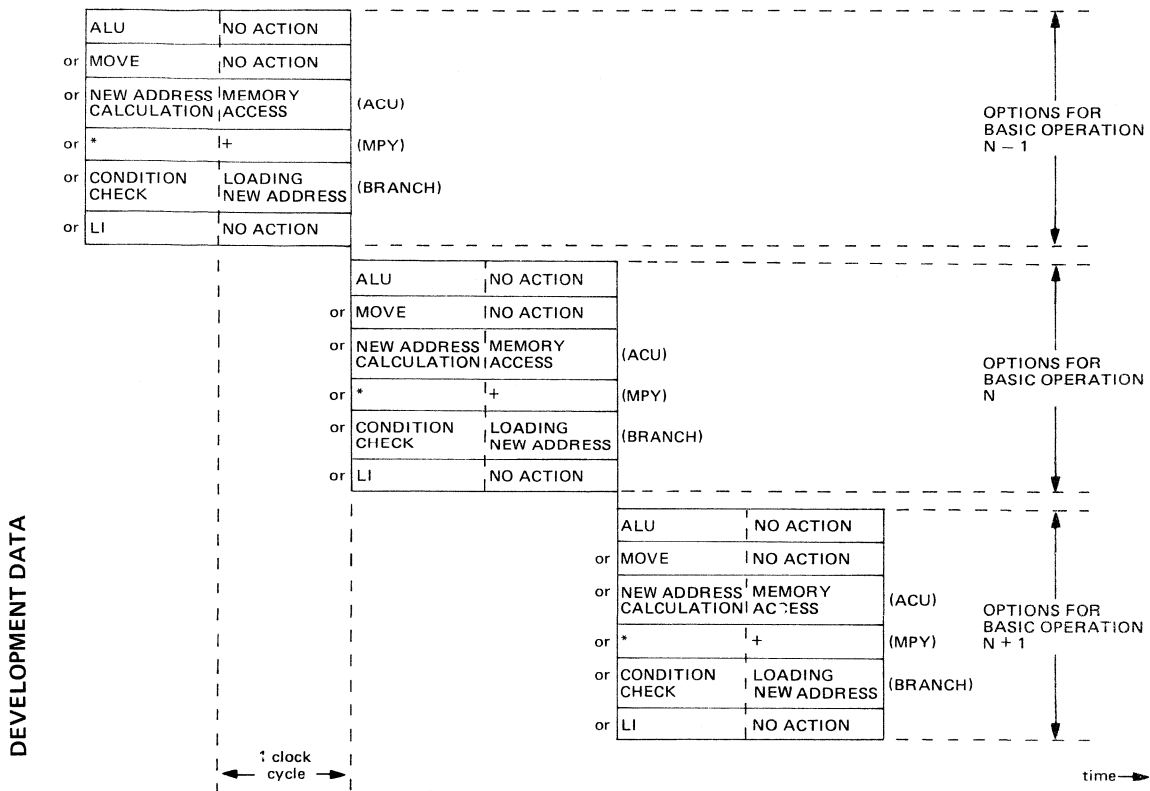 ALU NO ACTION
or MOVE NO ACTION
or NEW ADDRESS MEMORY
CALCULATION ACCESS
(ACU)
or * + (MPY)
or CONDITION LOADING
CHECK NEW ADDRESS
(BRANCH)
or LI NO ACTION
OPTIONS FOR
BASIC OPERATION
N – 1
ALU NO ACTION
or MOVE NO ACTION
or NEW ADDRESS MEMORY
CALCULATION ACCESS
(ACU)
or * + (MPY)
or CONDITION LOADING
CHECK NEW ADDRESS
(BRANCH)
or LI NO ACTION
OPTIONS FOR
BASIC OPERATION
N
ALU NO ACTION
or MOVE NO ACTION
or NEW ADDRESS MEMORY
CALCULATION ACCESS
(ACU)
or * + (MPY)
or CONDITION LOADING
CHECK NEW ADDRESS
(BRANCH)
or LI NO ACTION
OPTIONS FOR
BASIC OPERATION
N + 1
DEVELOPMENT DATA
1 clock
cycle
time